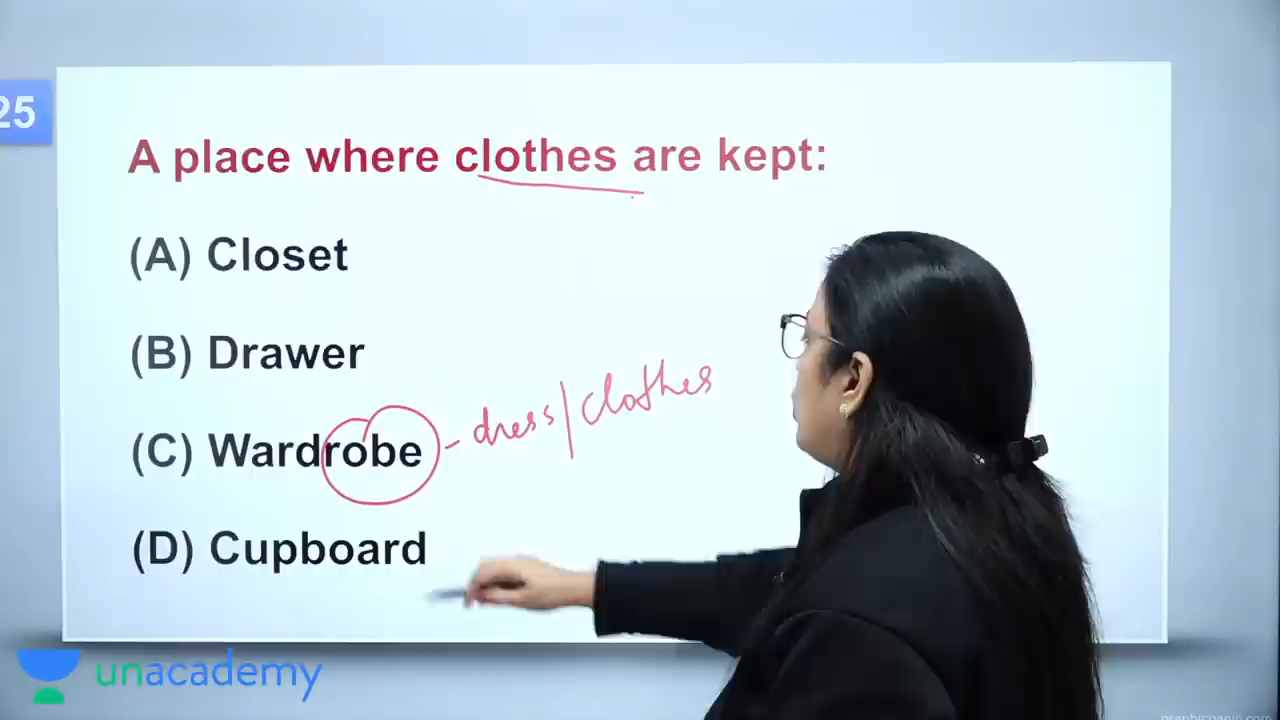 25
A place where clothes are kept:
(A) Closet
(B) Drawer
(C) Wardrobe - dress/clothes
(D) Cupboard
unacademy